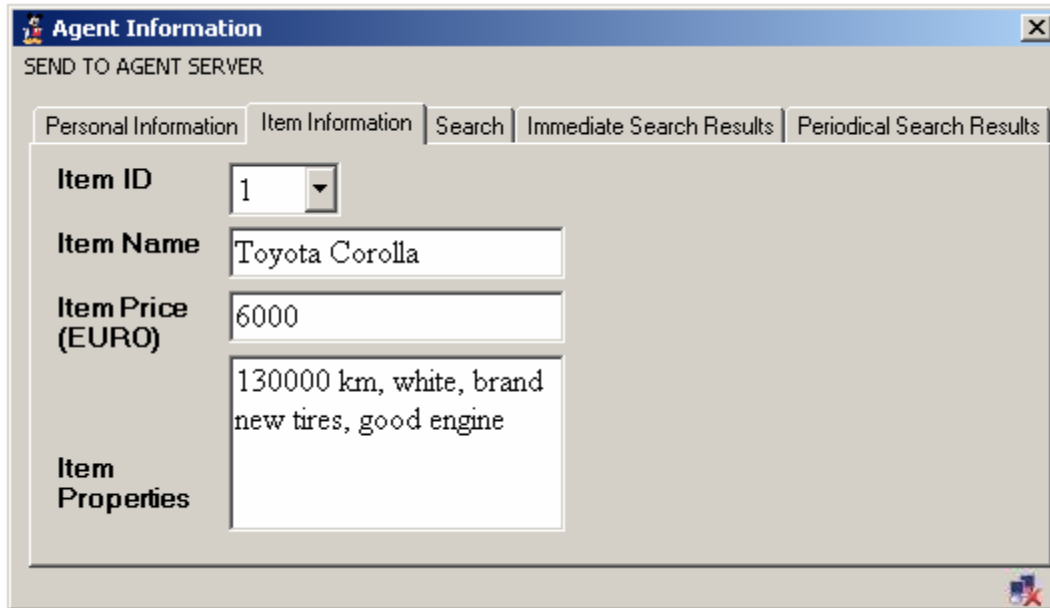 Agent Information
SEND TO AGENT SERVER
Personal Information Item Information Search Immediate Search Results Periodical Search Results
Item ID 1
Item Name Toyota Corolla
Item Price
(EURO)
6000
130000 km, white, brand
new tires, good engine
Item
Properties